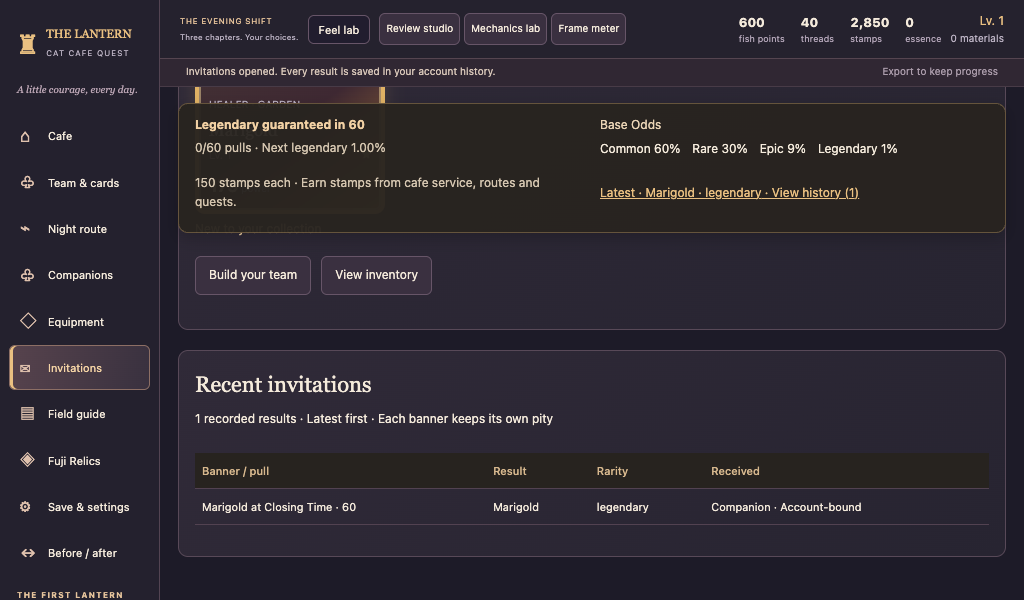 THE LANTERN
CAT CAFE QUEST
A little courage, every day.
Cafe
Team & cards
Night route
Companions
Equipment
Invitations
Field guide
Fuji Relics
Save & settings
Before / after
THE FIRST LANTERN
THE EVENING SHIFT
Three chapters. Your choices.
Feel lab
Review studio
Mechanics lab
Frame meter
600 fish points
40 threads
2,850 stamps
0 essence
Lv. 1
0 materials
Invitations opened. Every result is saved in your account history.
Export to keep progress
Legendary guaranteed in 60
0/60 pulls · Next legendary 1.00%
150 stamps each · Earn stamps from cafe service, routes and
quests.
Base Odds
Common 60% Rare 30% Epic 9% Legendary 1%
Latest · Marigold · legendary · View history (1)
Build your team
View inventory
Recent invitations
1 recorded results · Latest first · Each banner keeps its own pity
Banner / pull Result Rarity Received
Marigold at Closing Time · 60 Marigold legendary Companion · Account-bound